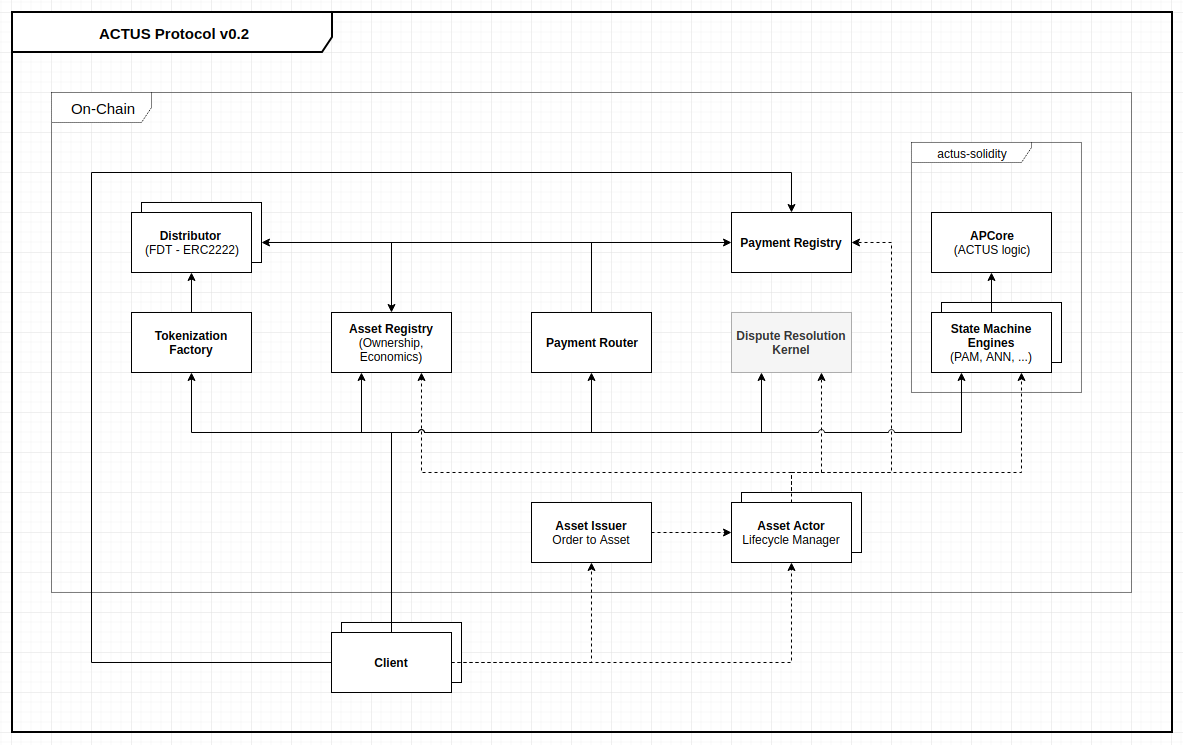 ACTUS Protocol v0.2
On-Chain
actus-solidity
Distributor
(FDT - ERC2222)
Payment Registry
APCore
(ACTUS logic)
Tokenization
Factory
Asset Registry
(Ownership,
Economics)
Payment Router
Dispute Resolution
Kernel
State Machine
Engines
(PAM, ANN, ...)
Asset Issuer
Order to Asset
Asset Actor
Lifecycle Manager
Client